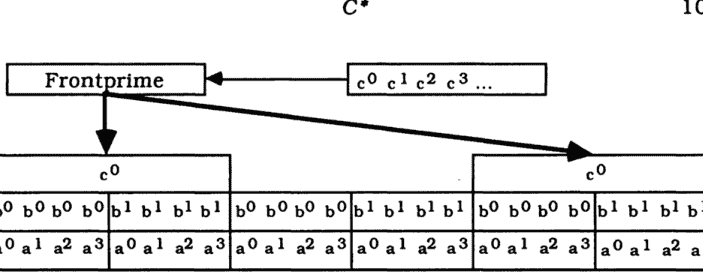 C* 10
Frontprime c⁰ c¹ c² c³ ...
c⁰ c⁰
b⁰ b⁰ b⁰ b⁰ b¹ b¹ b¹ b¹ b⁰ b⁰ b⁰ b⁰ b¹ b¹ b¹ b¹ b⁰ b⁰ b⁰ b⁰ b¹ b¹ b¹ b¹
a⁰ a¹ a² a³ a⁰ a¹ a² a³ a⁰ a¹ a² a³ a⁰ a¹ a² a³ a⁰ a¹ a² a³ a⁰ a¹ a² a